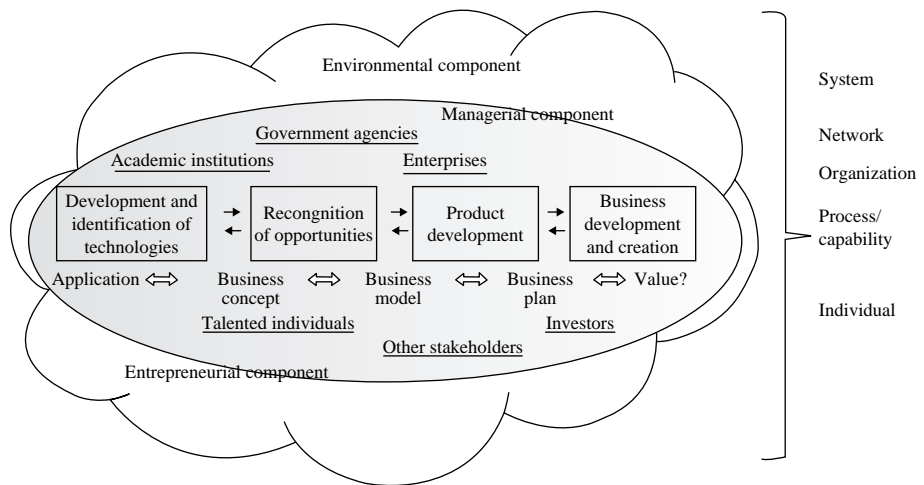 Environmental component
Managerial component
Government agencies
Academic institutions
Enterprises
Development and
identification of
technologies
Recongnition
of opportunities
Product
development
Business
development
and creation
Application
Business
concept
Business
model
Business
plan
Value?
Talented individuals
Investors
Other stakeholders
Entrepreneurial component
System
Network
Organization
Process/
capability
Individual